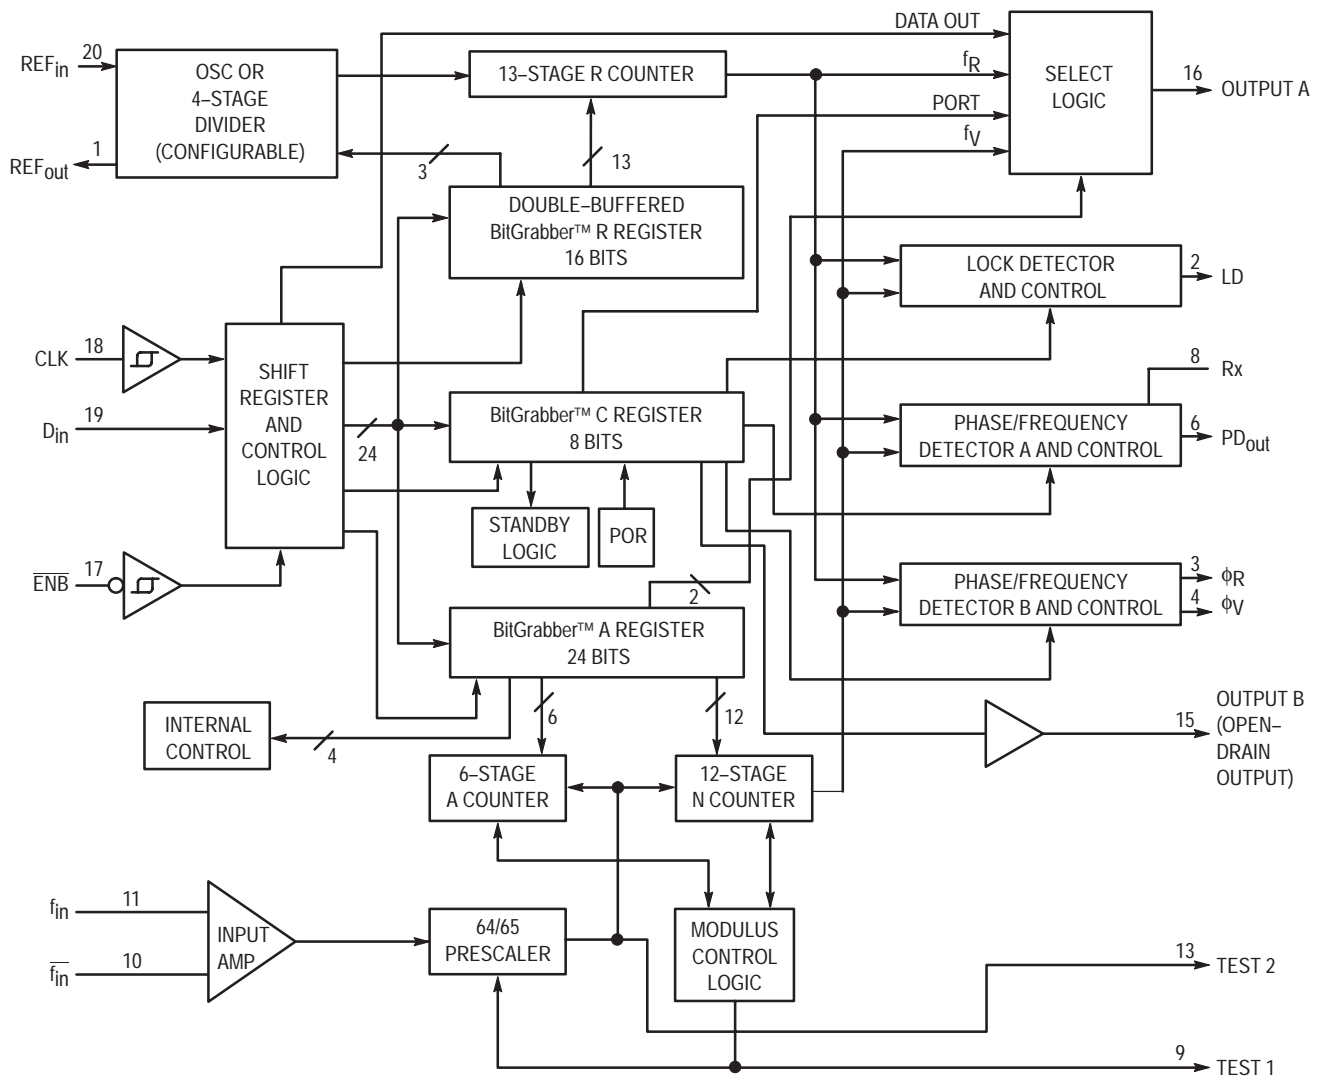 DATA OUT
20
REFin
OSC OR
4–STAGE
DIVIDER
(CONFIGURABLE)
1
REFout
13–STAGE R COUNTER
fR
PORT
fV
SELECT
LOGIC
16
OUTPUT A
3
13
DOUBLE–BUFFERED
BitGrabber™ R REGISTER
16 BITS
LOCK DETECTOR
AND CONTROL
2
LD
CLK
18
SHIFT
REGISTER
AND
CONTROL
LOGIC
Din
19
24
BitGrabber™ C REGISTER
8 BITS
8
Rx
PHASE/FREQUENCY
DETECTOR A AND CONTROL
6
PDout
STANDBY
LOGIC
POR
ENB
17
2
PHASE/FREQUENCY
DETECTOR B AND CONTROL
3
ϕR
4
ϕV
BitGrabber™ A REGISTER
24 BITS
INTERNAL
CONTROL
4
6
12
15
OUTPUT B
(OPEN–
DRAIN
OUTPUT)
6–STAGE
A COUNTER
12–STAGE
N COUNTER
fin
11
fin
10
INPUT
AMP
64/65
PRESCALER
MODULUS
CONTROL
LOGIC
13
TEST 2
9
TEST 1